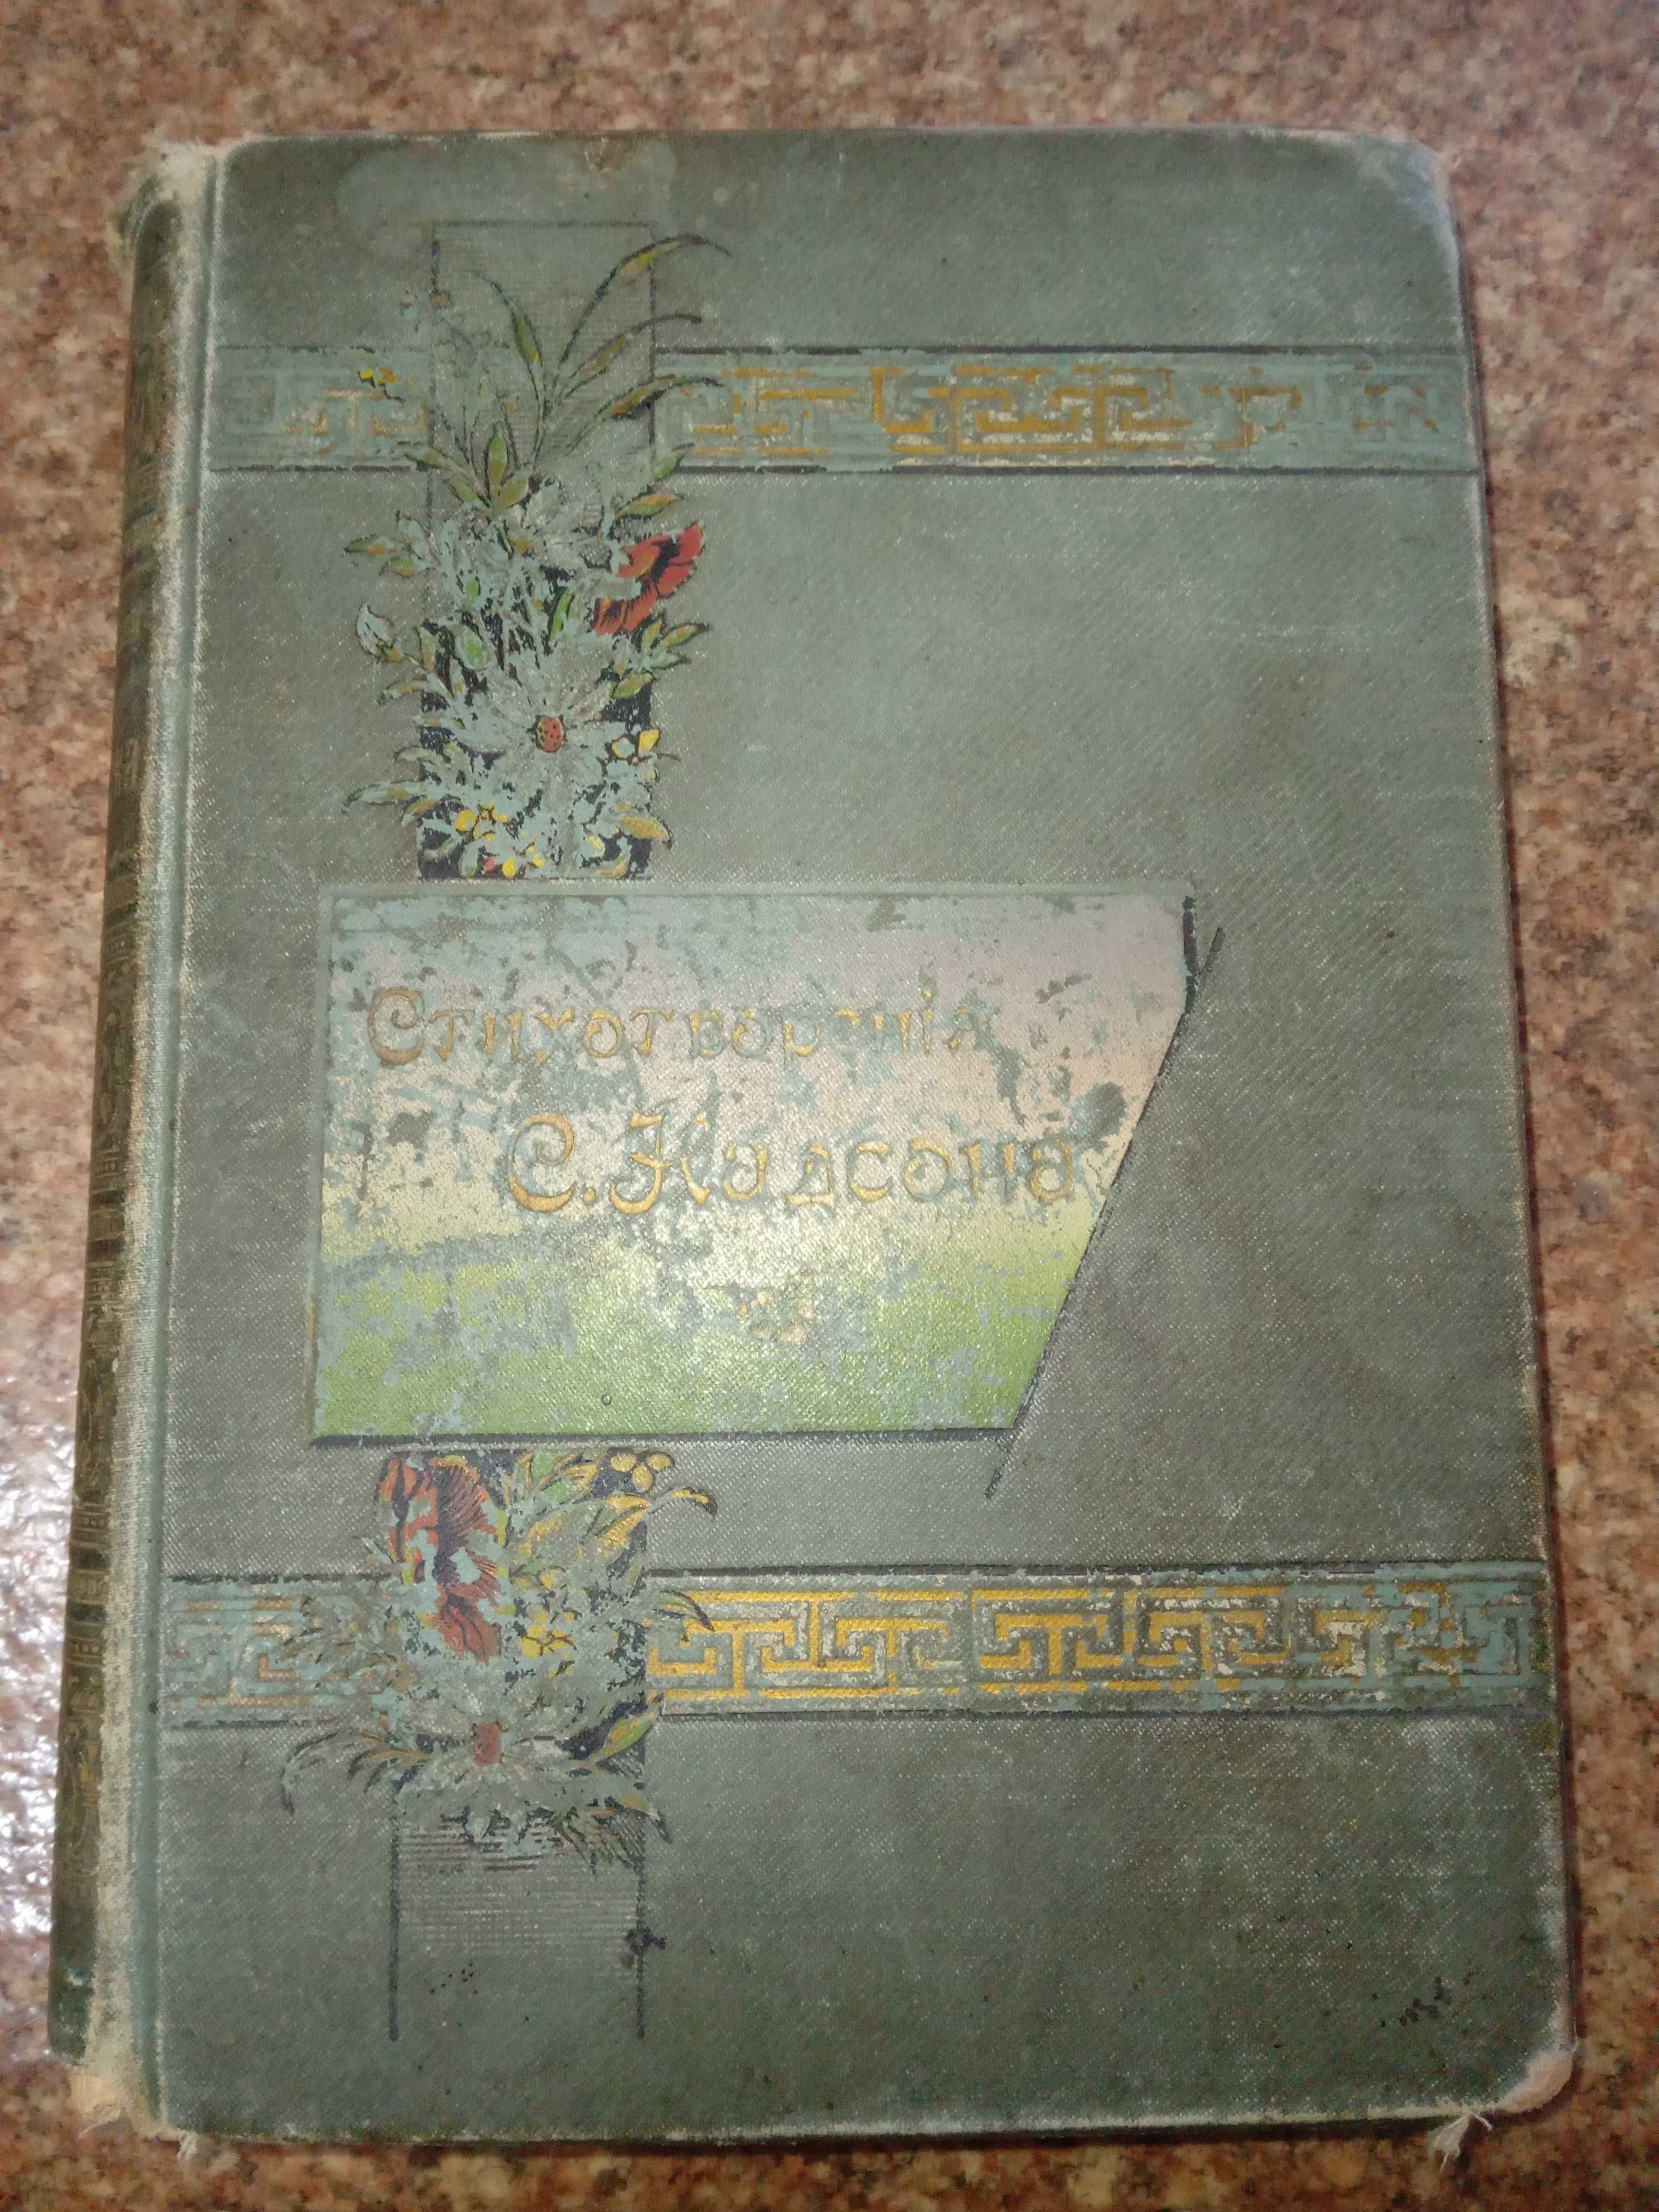 Стихотворенія
С. Надсона